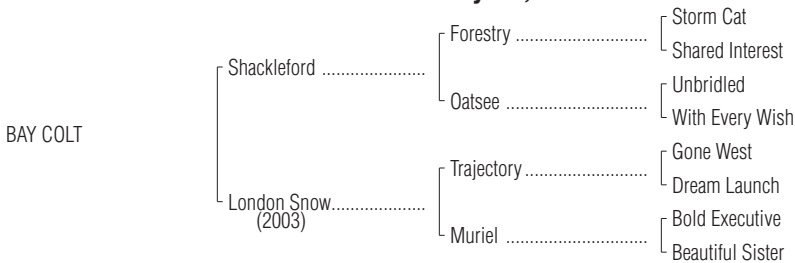 Storm Cat
Forestry ........................
Shared Interest
Shackleford ...................
Unbridled
Oatsee ..........................
With Every Wish
BAY COLT
Gone West
Trajectory ......................
Dream Launch
London Snow.................
(2003)
Bold Executive
Muriel ..........................
Beautiful Sister